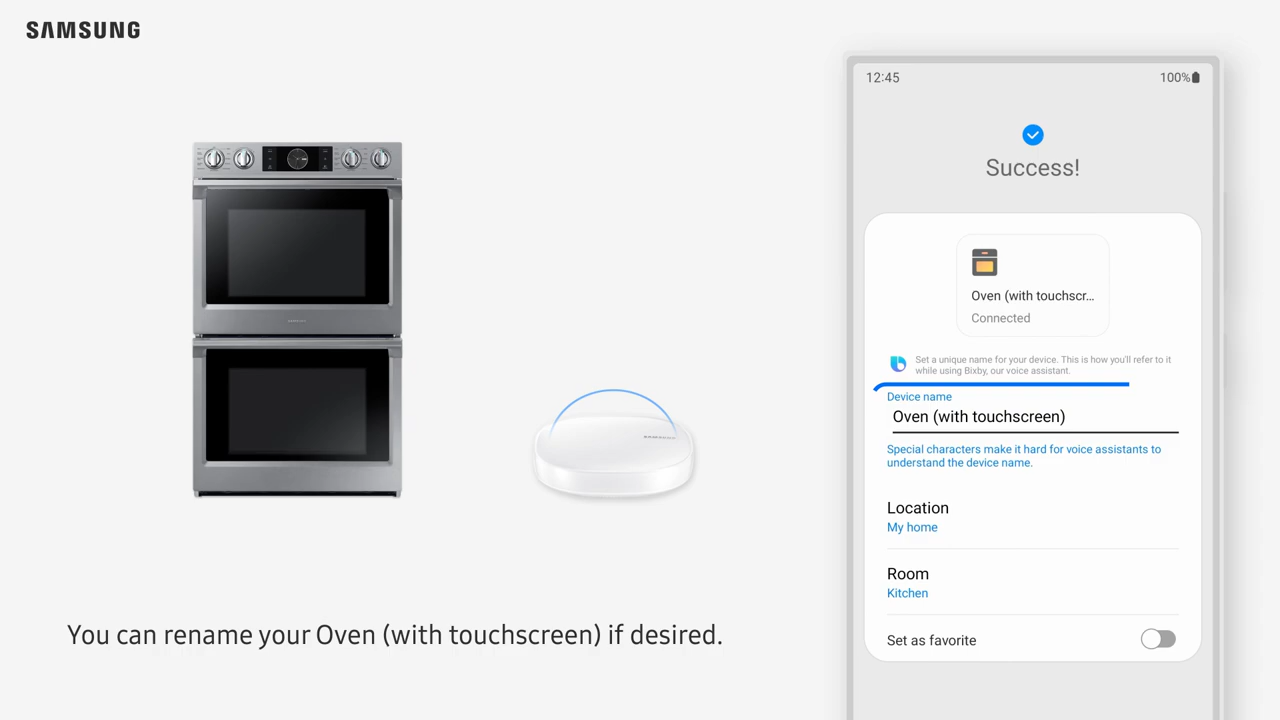 SAMSUNG
12:45
100%
Success!
Oven (with touchscr...
Connected
Set a unique name for your device. This is how you'll refer to it
while using Bixby, our voice assistant.
Device name
Oven (with touchscreen)
Special characters make it hard for voice assistants to
understand the device name.
Location
My home
Room
Kitchen
Set as favorite
SAMSUNG
SAMSUNG
You can rename your Oven (with touchscreen) if desired.